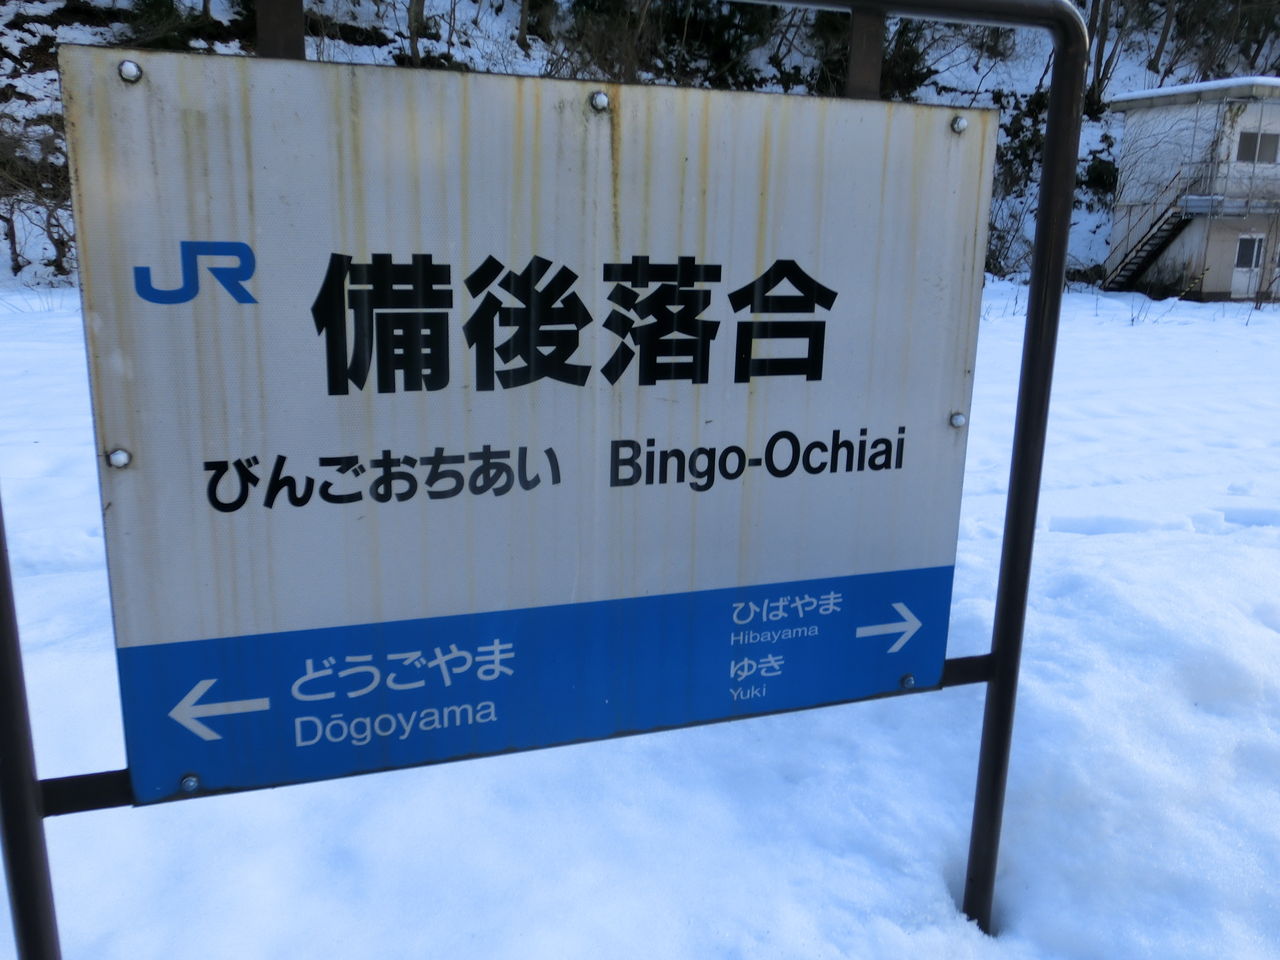 JR 備後落合
びんごおちあい Bingo-Ochiai
← どうごやま
Dōgoyama
ひばやま →
Hibayama
ゆき
Yuki